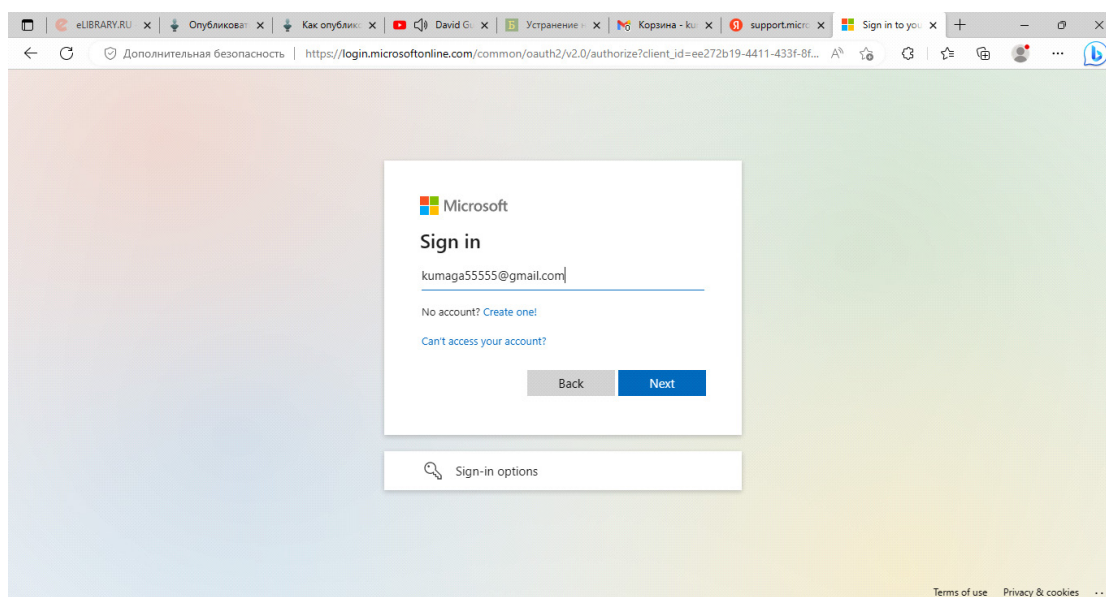 eLIBRARY.RU
Опубликоват
Как опублико
David Gu
Устранение н
Корзина - ku
support.micro
Sign in to you
Дополнительная безопасность
https://login.microsoftonline.com/common/oauth2/v2.0/authorize?client_id=ee272b19-4411-433f-8f...
Microsoft
Sign in
kumaga55555@gmail.com
No account? Create one!
Can't access your account?
Back Next
Sign-in options
Terms of use Privacy & cookies ...